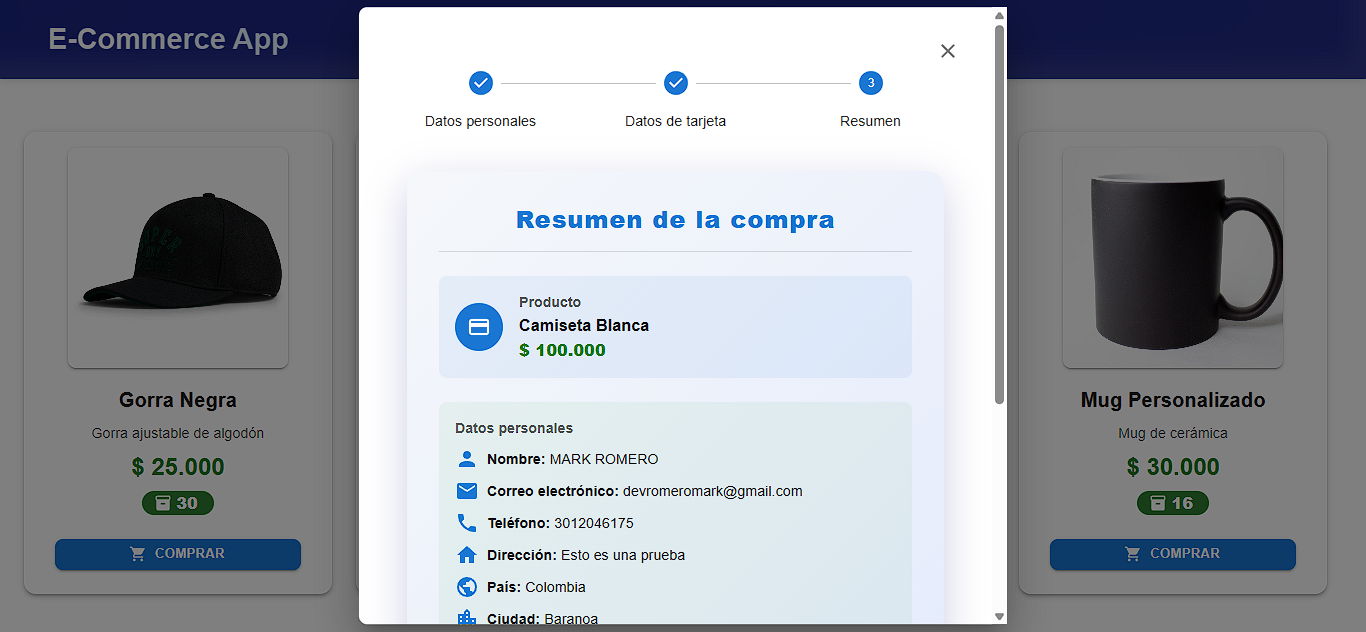 E-Commerce App
Datos personales
Datos de tarjeta
3
Resumen
Resumen de la compra
Producto
Camiseta Blanca
$ 100.000
Datos personales
Nombre: MARK ROMERO
Correo electrónico: devromeromark@gmail.com
Teléfono: 3012046175
Dirección: Esto es una prueba
País: Colombia
Ciudad: Baranoa
Gorra Negra
Gorra ajustable de algodón
$ 25.000
30
COMPRAR
Mug Personalizado
Mug de cerámica
$ 30.000
16
COMPRAR